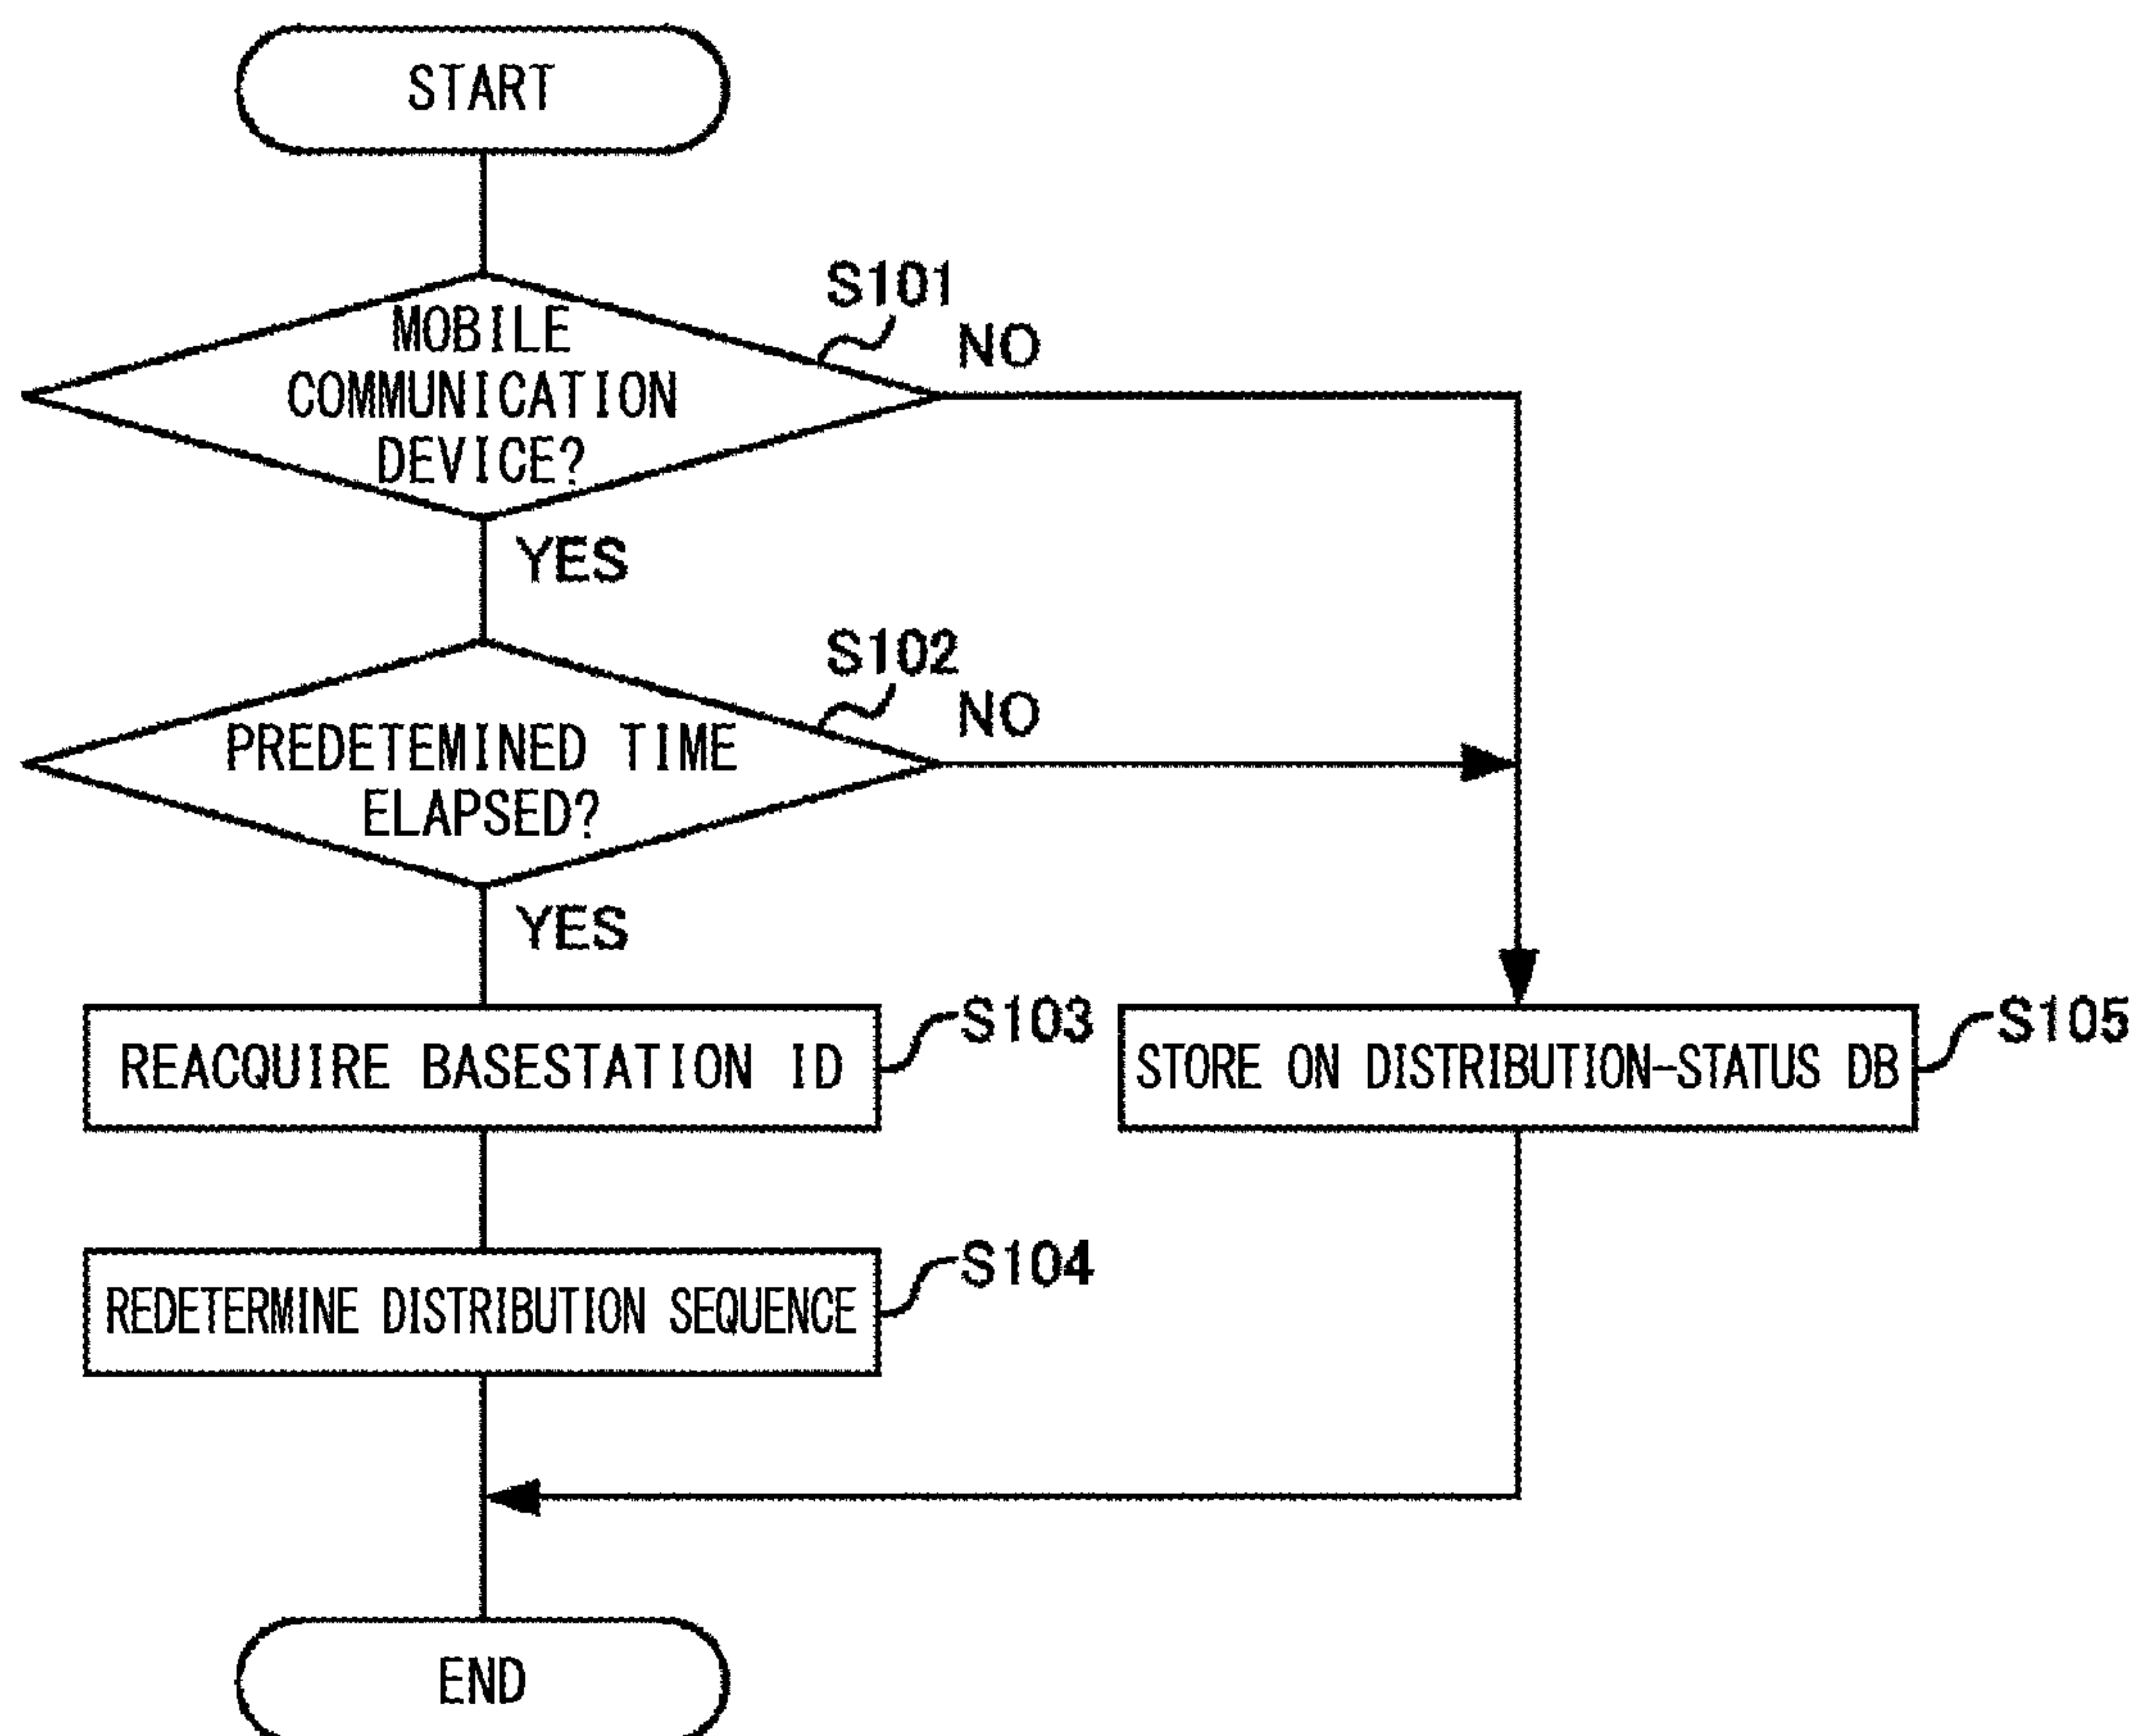 START
S101
NO
MOBILE
COMMUNICATION
DEVICE?
YES
S102
NO
PREDETEMINED TIME
ELAPSED?
YES
REACQUIRE BASESTATION ID
S103
STORE ON DISTRIBUTION-STATUS DB
S105
REDETERMINE DISTRIBUTION SEQUENCE
S104
END